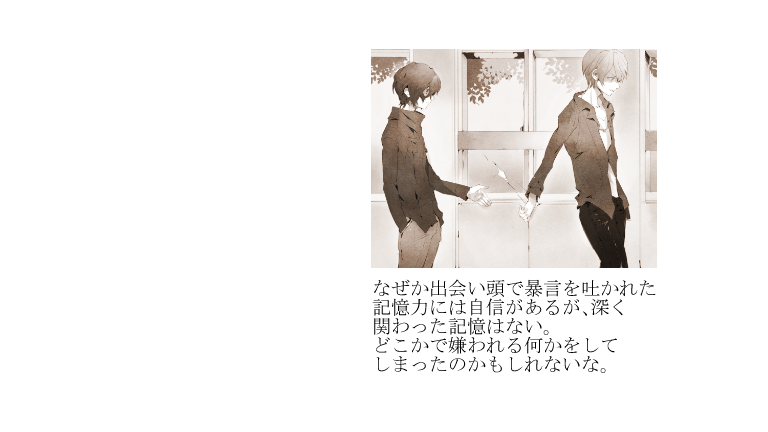 なぜか出会い頭で暴言を吐かれた
記憶力には自信があるが、深く
関わった記憶はない。
どこかで嫌われる何かをして
しまったのかもしれないな。